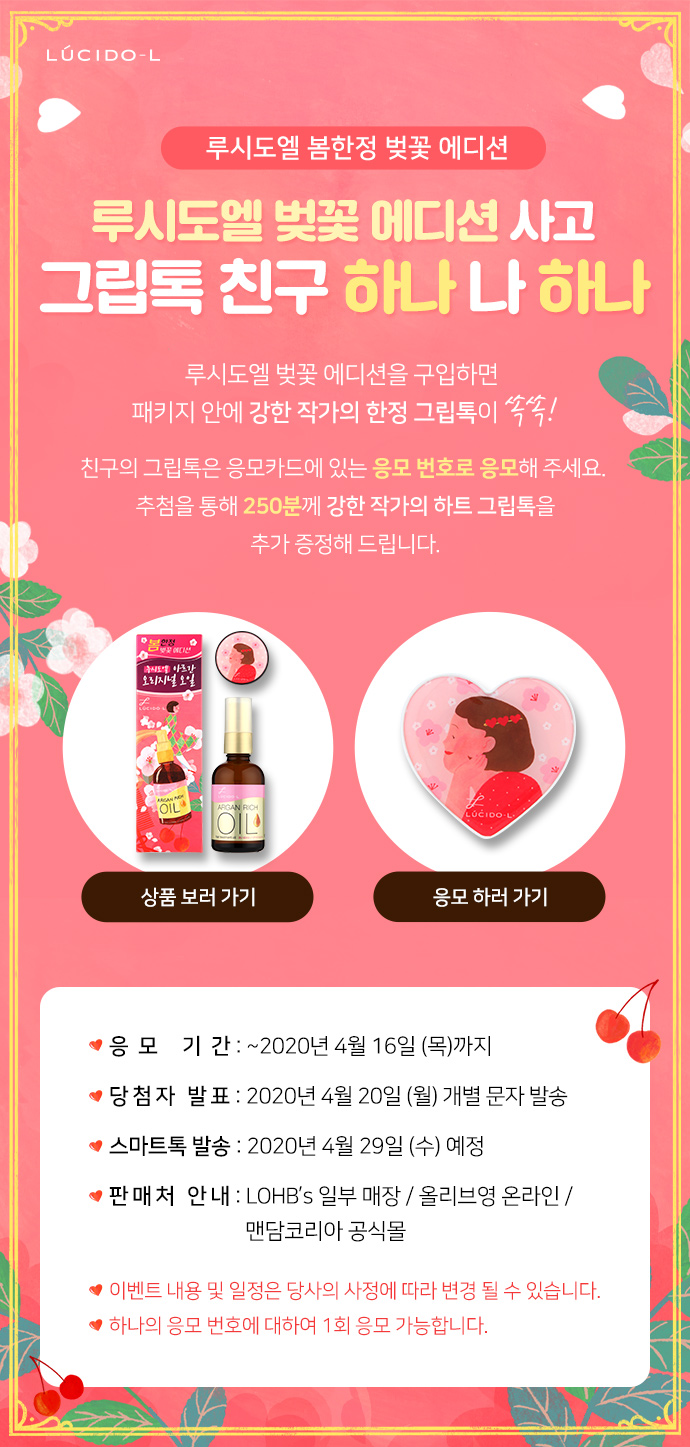 LÚCIDO-L
루시도엘 봄한정 벚꽃 에디션
루시도엘 벚꽃 에디션 사고
그립톡 친구 하나 나 하나
루시도엘 벚꽃 에디션을 구입하면
패키지 안에 강한 작가의 한정 그립톡이 쏙쏙!
친구의 그립톡은 응모카드에 있는 응모 번호로 응모해 주세요.
추첨을 통해 250분께 강한 작가의 하트 그립톡을
추가 증정해 드립니다.
봄한정
벚꽃 에디션
루시도엘 아르간
오리지널 오일
LÚCIDO-L
ARGAN RICH
OIL
ARGAN RICH
OIL
LÚCIDO-L
상품 보러 가기
응모 하러 가기
응 모 기 간 : ~2020년 4월 16일 (목)까지
당첨자 발표 : 2020년 4월 20일 (월) 개별 문자 발송
스마트톡 발송 : 2020년 4월 29일 (수) 예정
판매처 안내 : LOHB's 일부 매장 / 올리브영 온라인 /
맨담코리아 공식몰
이벤트 내용 및 일정은 당사의 사정에 따라 변경 될 수 있습니다.
하나의 응모 번호에 대하여 1회 응모 가능합니다.